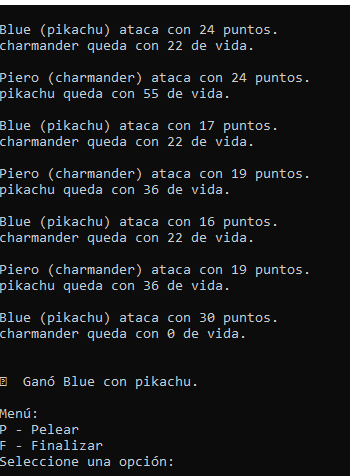 Blue (pikachu) ataca con 24 puntos.
charmander queda con 22 de vida.
Piero (charmander) ataca con 24 puntos.
pikachu queda con 55 de vida.
Blue (pikachu) ataca con 17 puntos.
charmander queda con 22 de vida.
Piero (charmander) ataca con 19 puntos.
pikachu queda con 36 de vida.
Blue (pikachu) ataca con 16 puntos.
charmander queda con 22 de vida.
Piero (charmander) ataca con 19 puntos.
pikachu queda con 36 de vida.
Blue (pikachu) ataca con 30 puntos.
charmander queda con 0 de vida.
Ganó Blue con pikachu.
Menú:
P - Pelear
F - Finalizar
Seleccione una opción: